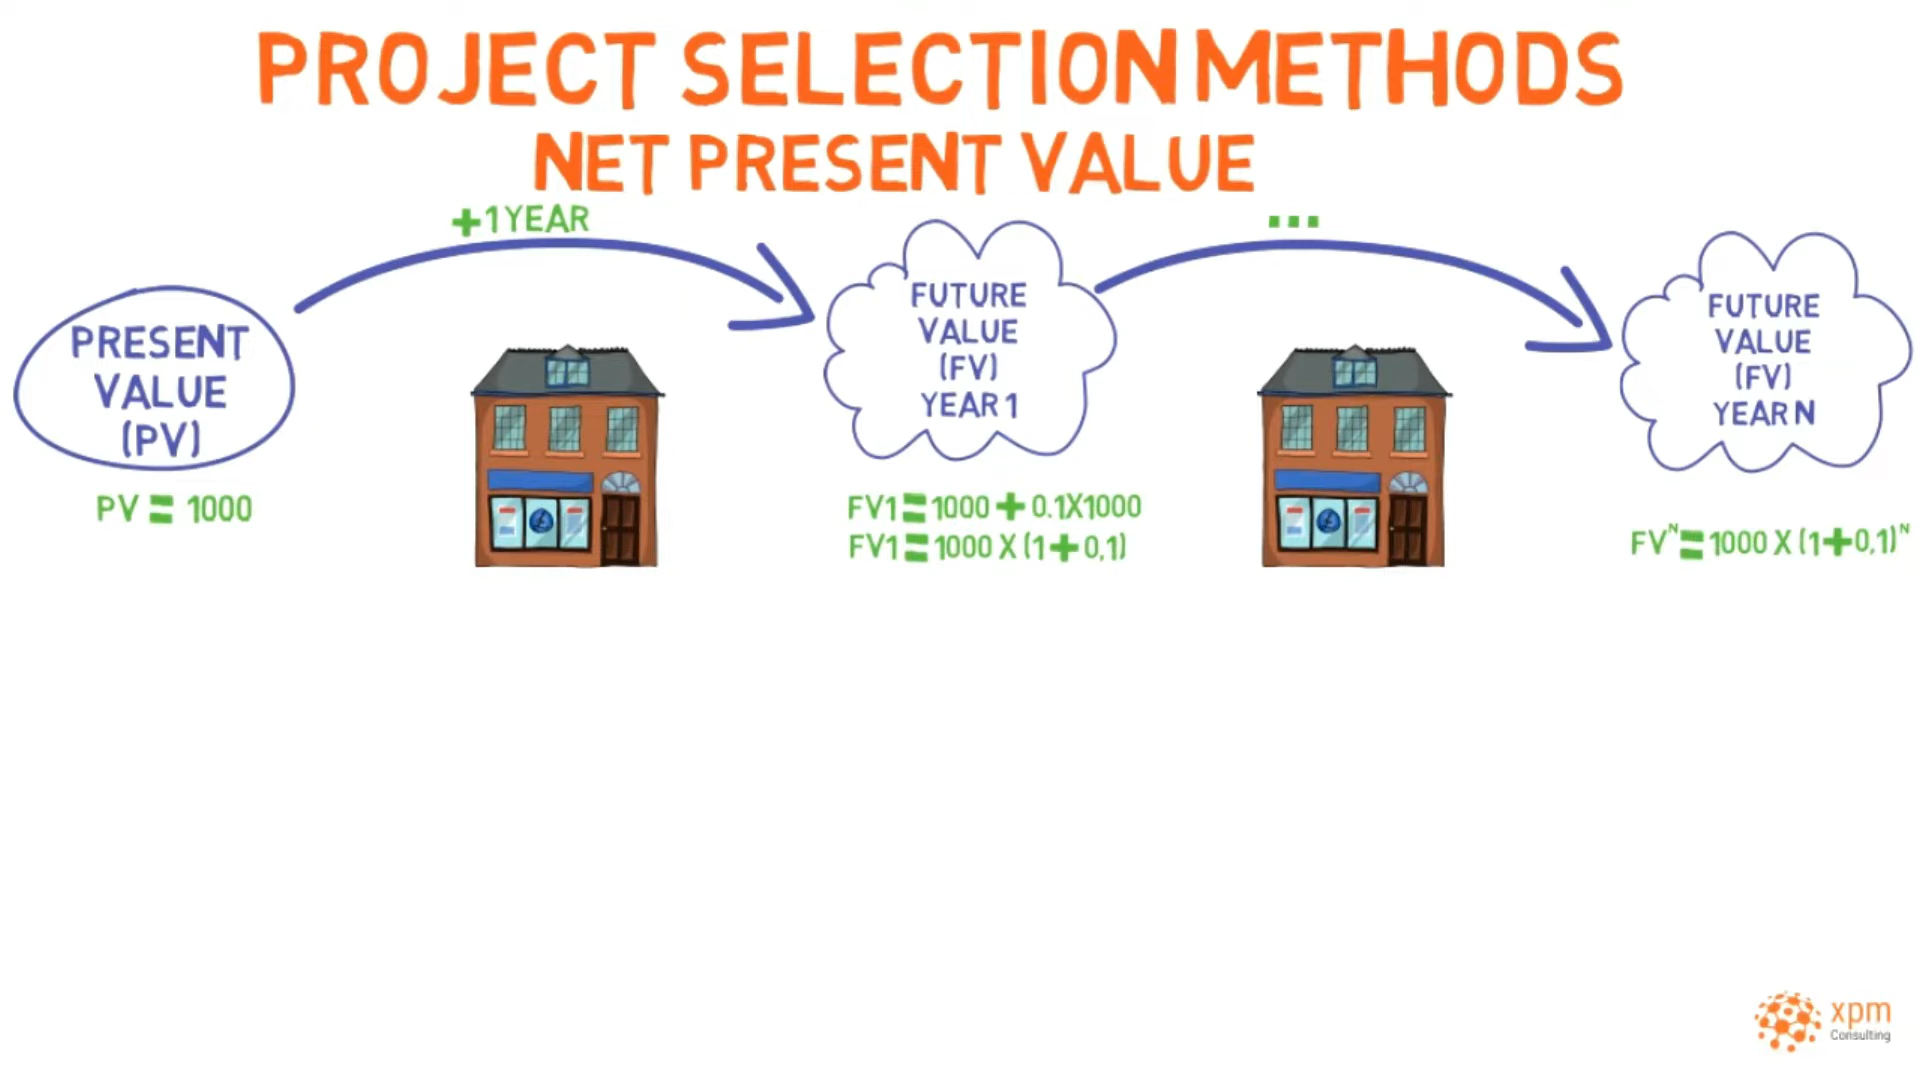 PROJECT SELECTION METHODS
NET PRESENT VALUE
+1 YEAR
...
PRESENT
VALUE
(PV)
PV = 1000
FUTURE
VALUE
(FV)
YEAR 1
FV1 = 1000 + 0.1X1000
FV1 = 1000 X (1+0,1)
FUTURE
VALUE
(FV)
YEAR N
FVᴺ = 1000 X (1+0,1)ᴺ
xpm
Consulting